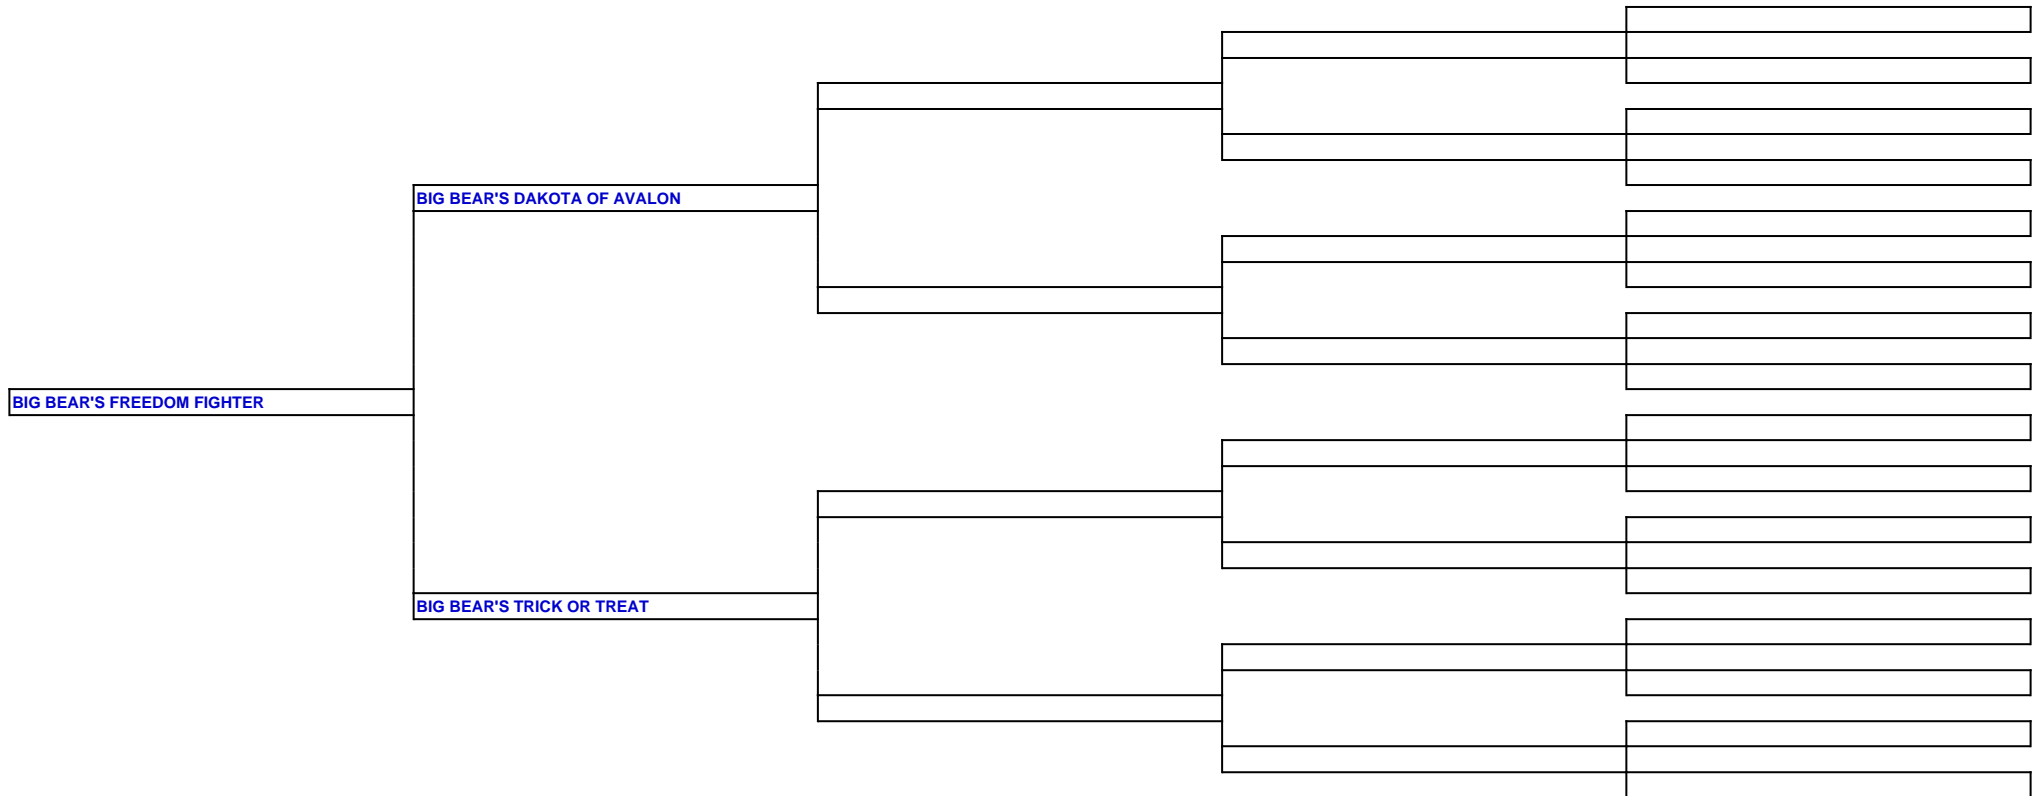 BIG BEAR'S DAKOTA OF AVALON
BIG BEAR'S FREEDOM FIGHTER
BIG BEAR'S TRICK OR TREAT